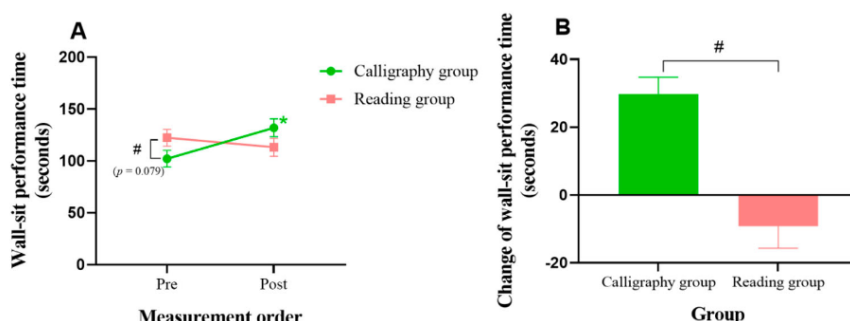 A
Wall-sit performance time
(seconds)
200
150
100
50
0
#
(p = 0.079)
*
Pre
Post
Measurement order
Calligraphy group
Reading group
B
Change of wall-sit performance time
(seconds)
40
20
0
-20
#
Calligraphy group
Reading group
Group